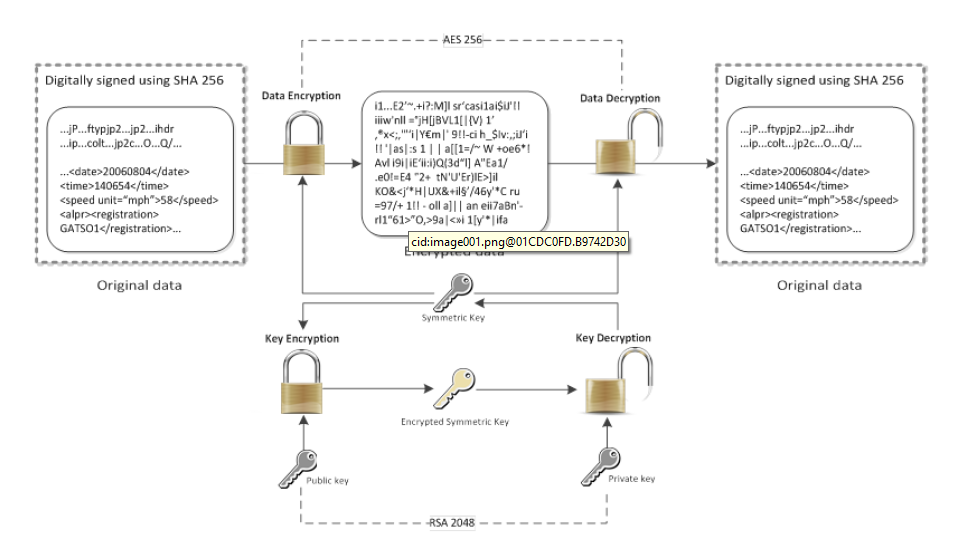 AES 256
Digitally signed using SHA 256
Data Encryption
Data Decryption
Digitally signed using SHA 256
...jP...ftypjp2...jp2...ihdr
...ip...colt...jp2c...O...Q/...
...<date>20060804</date>
<time>140654</time>
<speed unit="mph">58</speed>
<alpr><registration>
GATSO1</registration>...
Original data
...jP...ftypjp2...jp2...ihdr
...ip...colt...jp2c...O...Q/...
...<date>20060804</date>
<time>140654</time>
<speed unit="mph">58</speed>
<alpr><registration>
GATSO1</registration>...
Original data
cid:image001.png@01CDC0FD.B9742D30
Encrypted data
Symmetric Key
Key Encryption
Key Decryption
Encrypted Symmetric Key
Public key
Private key
RSA 2048